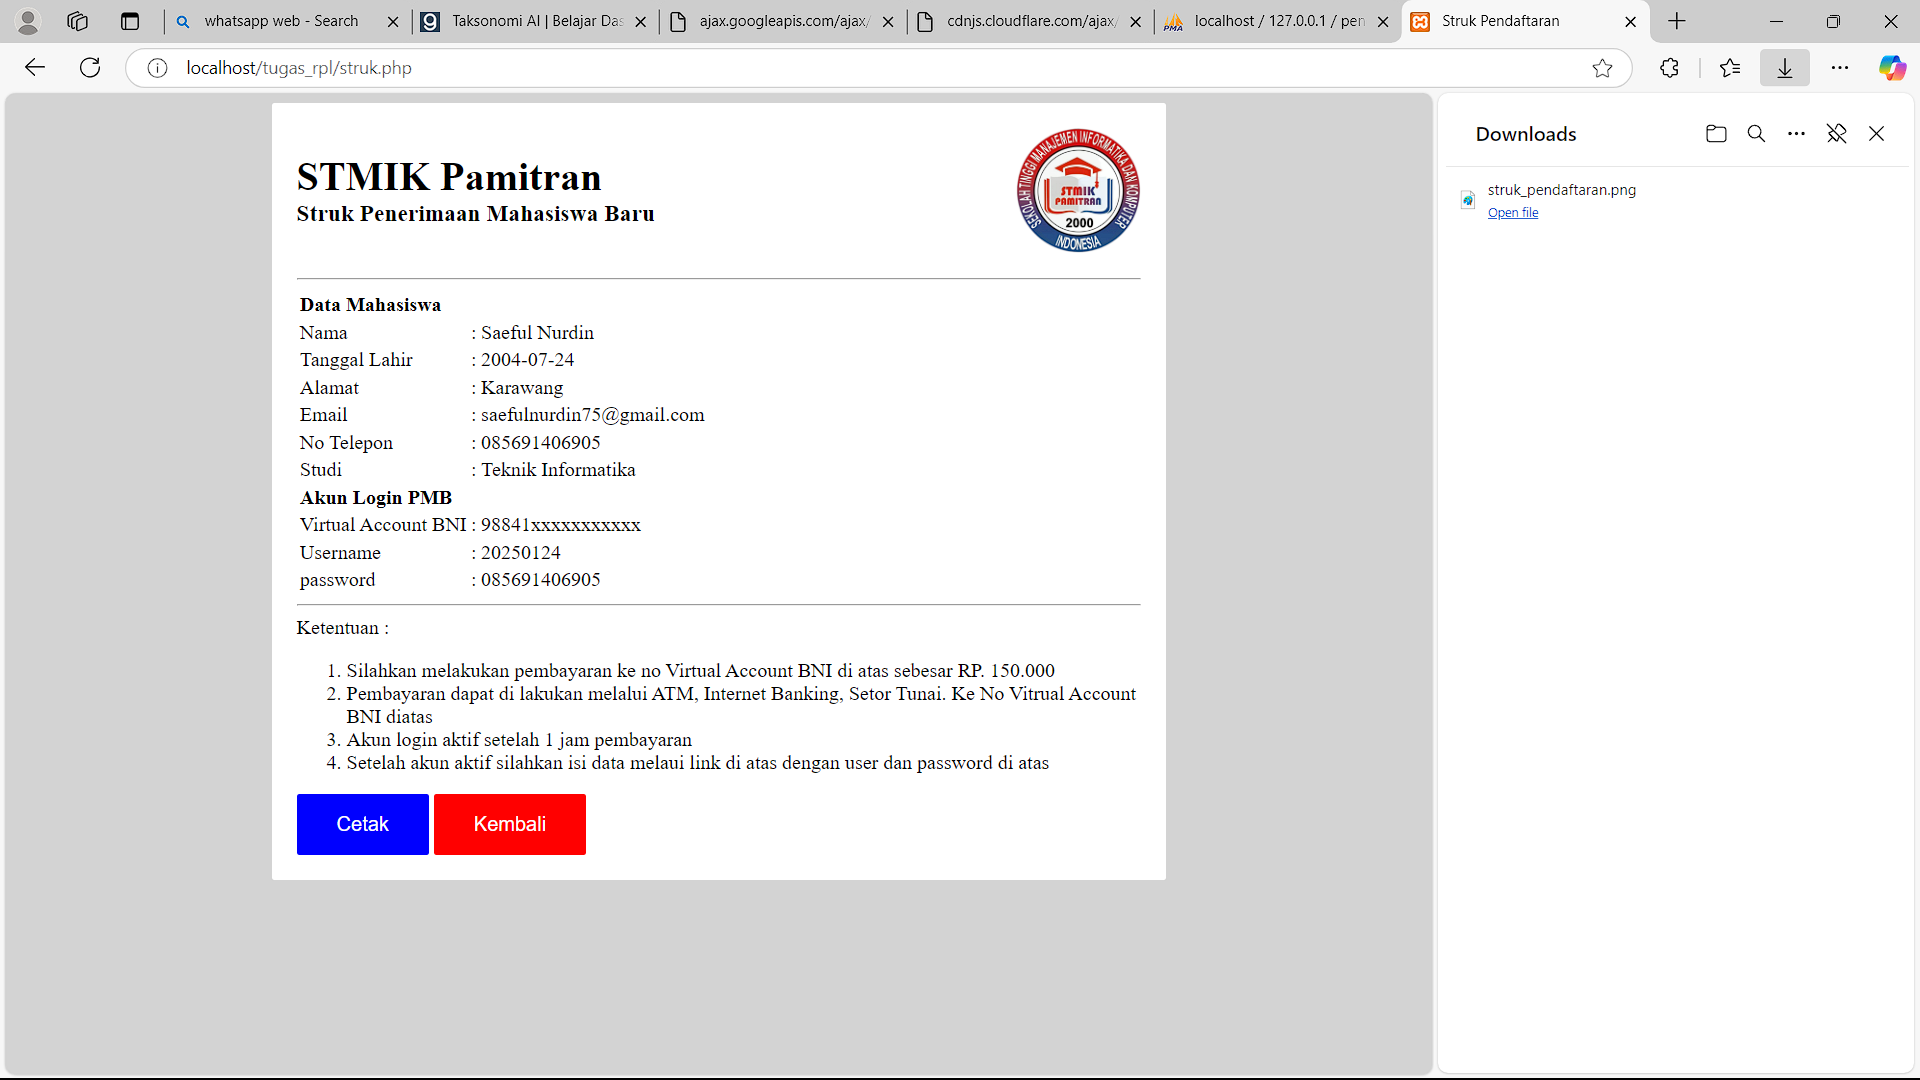 whatsapp web - Search
Taksonomi AI | Belajar Das
ajax.googleapis.com/ajax/
cdnjs.cloudflare.com/ajax/
localhost / 127.0.0.1 / pen
Struk Pendaftaran
localhost/tugas_rpl/struk.php
STMIK Pamitran
Struk Penerimaan Mahasiswa Baru
SEKOLAH TINGGI MANAJEMEN INFORMATIKA DAN KOMPUTER
STMIK
PAMITRAN
2000
INDONESIA
Data Mahasiswa
Nama : Saeful Nurdin
Tanggal Lahir : 2004-07-24
Alamat : Karawang
Email : saefulnurdin75@gmail.com
No Telepon : 085691406905
Studi : Teknik Informatika
Akun Login PMB
Virtual Account BNI : 98841xxxxxxxxxxx
Username : 20250124
password : 085691406905
Ketentuan :
1. Silahkan melakukan pembayaran ke no Virtual Account BNI di atas sebesar RP. 150.000
2. Pembayaran dapat di lakukan melalui ATM, Internet Banking, Setor Tunai. Ke No Vitrual Account
BNI diatas
3. Akun login aktif setelah 1 jam pembayaran
4. Setelah akun aktif silahkan isi data melaui link di atas dengan user dan password di atas
Cetak
Kembali
Downloads
struk_pendaftaran.png
Open file
PMA